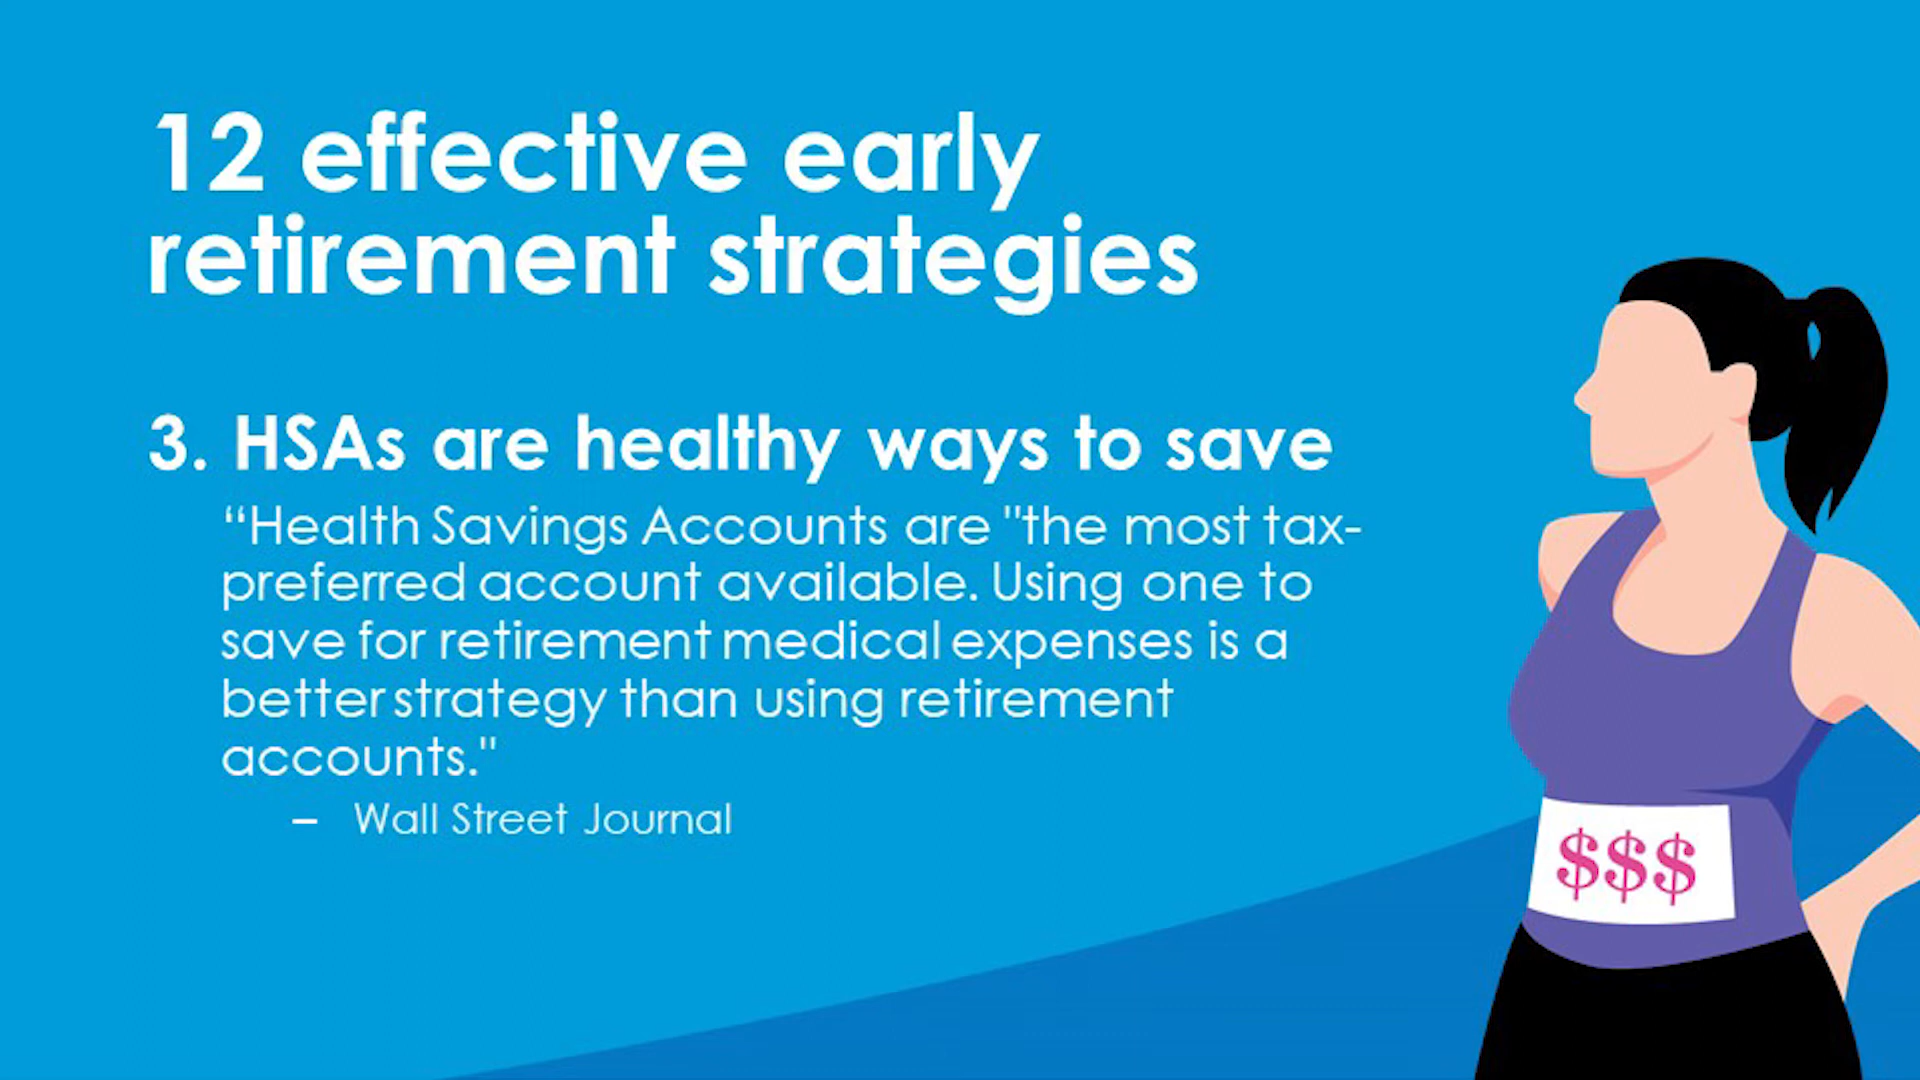 12 effective early
retirement strategies
3. HSAs are healthy ways to save
“Health Savings Accounts are "the most tax-
preferred account available. Using one to
save for retirement medical expenses is a
better strategy than using retirement
accounts."
– Wall Street Journal
$$$